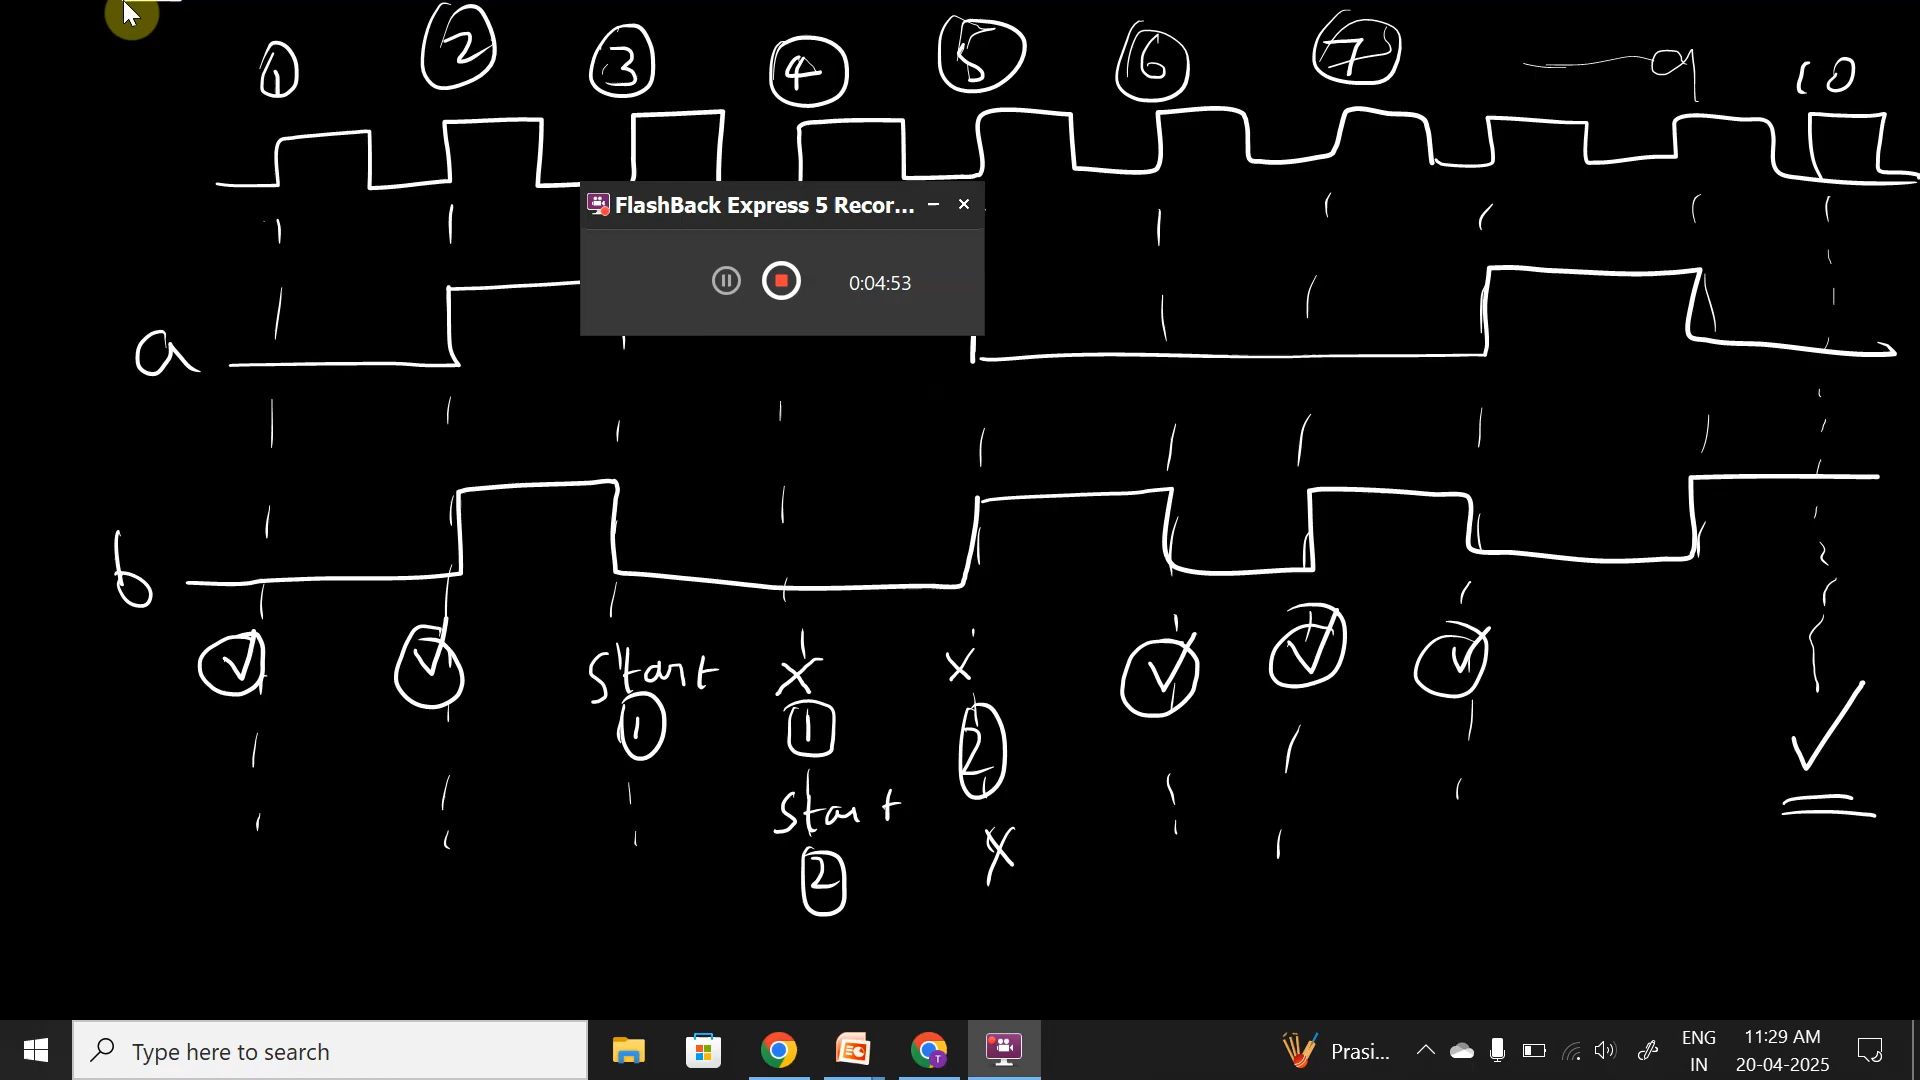 1 2 3 4 5 6 7 9 10
FlashBack Express 5 Recor...
0:04:53
a
b
Start x x
1 1 2
Start x
2
Type here to search
Prasi...
ENG
IN
11:29 AM
20-04-2025